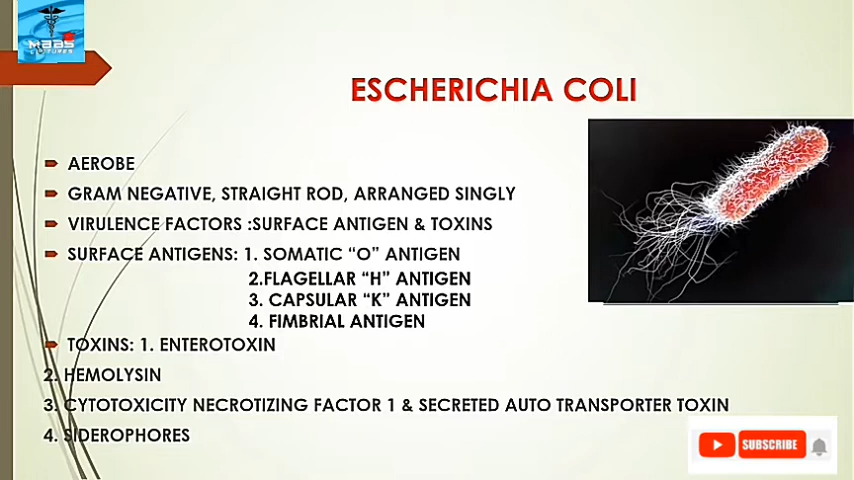 MAAS
LECTURES
ESCHERICHIA COLI
AEROBE
GRAM NEGATIVE, STRAIGHT ROD, ARRANGED SINGLY
VIRULENCE FACTORS :SURFACE ANTIGEN & TOXINS
SURFACE ANTIGENS: 1. SOMATIC “O” ANTIGEN
2.FLAGELLAR “H” ANTIGEN
3. CAPSULAR “K” ANTIGEN
4. FIMBRIAL ANTIGEN
TOXINS: 1. ENTEROTOXIN
2. HEMOLYSIN
3. CYTOTOXICITY NECROTIZING FACTOR 1 & SECRETED AUTO TRANSPORTER TOXIN
4. SIDEROPHORES
SUBSCRIBE